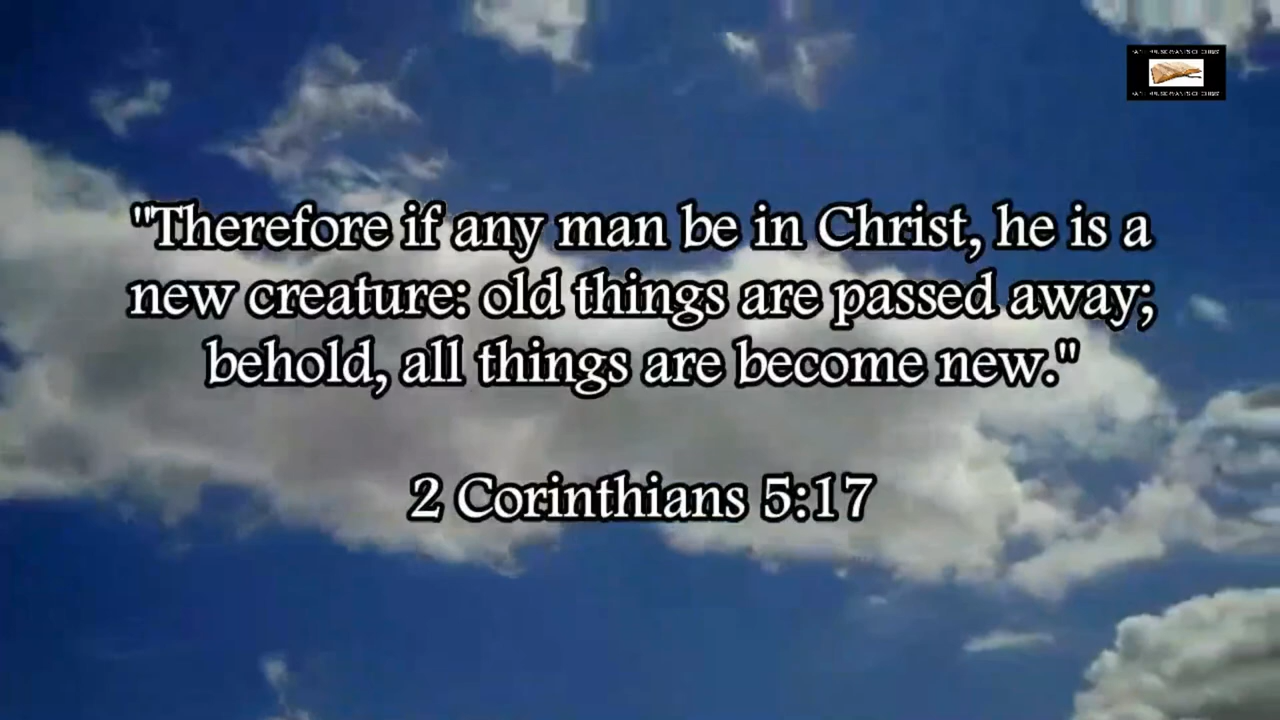 "Therefore if any man be in Christ, he is a
new creature: old things are passed away;
behold, all things are become new."
2 Corinthians 5:17